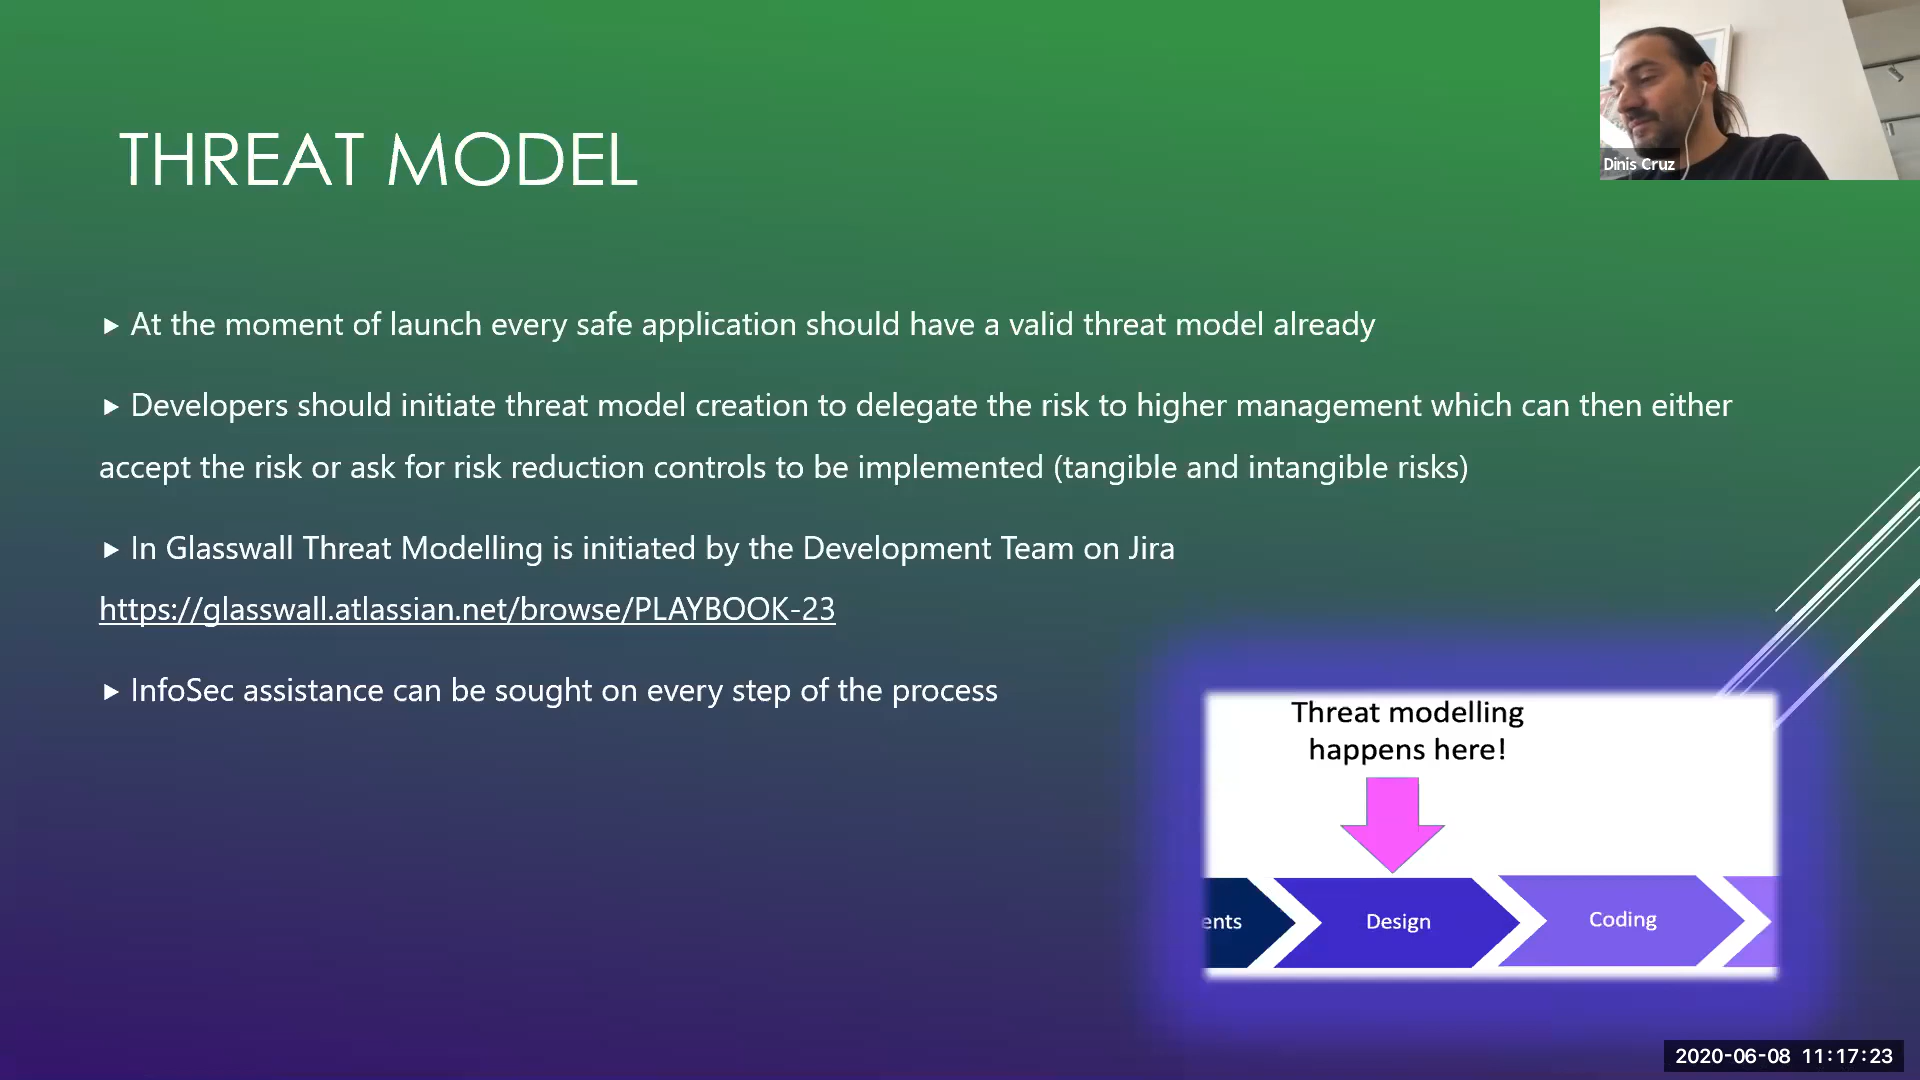 THREAT MODEL
Dinis Cruz
At the moment of launch every safe application should have a valid threat model already
Developers should initiate threat model creation to delegate the risk to higher management which can then either
accept the risk or ask for risk reduction controls to be implemented (tangible and intangible risks)
In Glasswall Threat Modelling is initiated by the Development Team on Jira
https://glasswall.atlassian.net/browse/PLAYBOOK-23
InfoSec assistance can be sought on every step of the process
Threat modelling
happens here!
ents
Design
Coding
2020-06-08 11:17:23